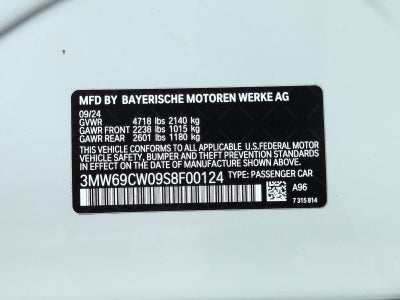 MFD BY BAYERISCHE MOTOREN WERKE AG
09/24
GVWR 4718 lbs 2140 kg
GAWR FRONT 2238 lbs 1015 kg
GAWR REAR 2601 lbs 1180 kg
THIS VEHICLE CONFORMS TO ALL APPLICABLE U.S.FEDERAL MOTOR
VEHICLE SAFETY, BUMPER, AND THEFT PREVENTION STANDARDS
IN EFFECT ON THE DATE OF MANUFACTURE SHOWN ABOVE.
3MW69CW09S8F00124 TYPE: PASSENGER CAR
A96
7 315 814